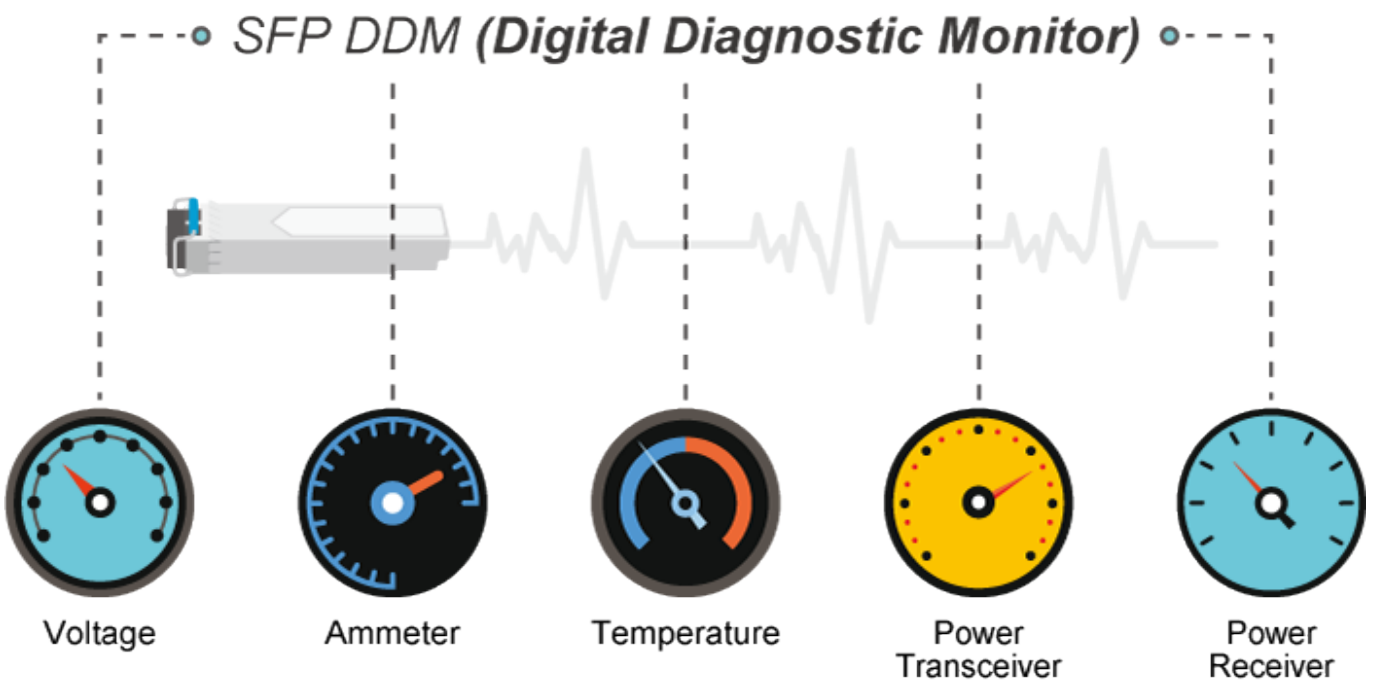 SFP DDM (Digital Diagnostic Monitor)
Voltage
Ammeter
Temperature
Power
Transceiver
Power
Receiver